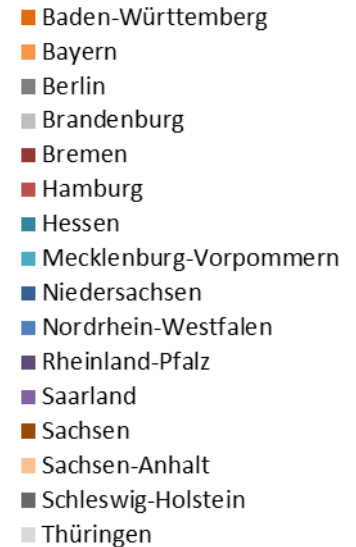 Baden-Württemberg
Bayern
Berlin
Brandenburg
Bremen
Hamburg
Hessen
Mecklenburg-Vorpommern
Niedersachsen
Nordrhein-Westfalen
Rheinland-Pfalz
Saarland
Sachsen
Sachsen-Anhalt
Schleswig-Holstein
Thüringen